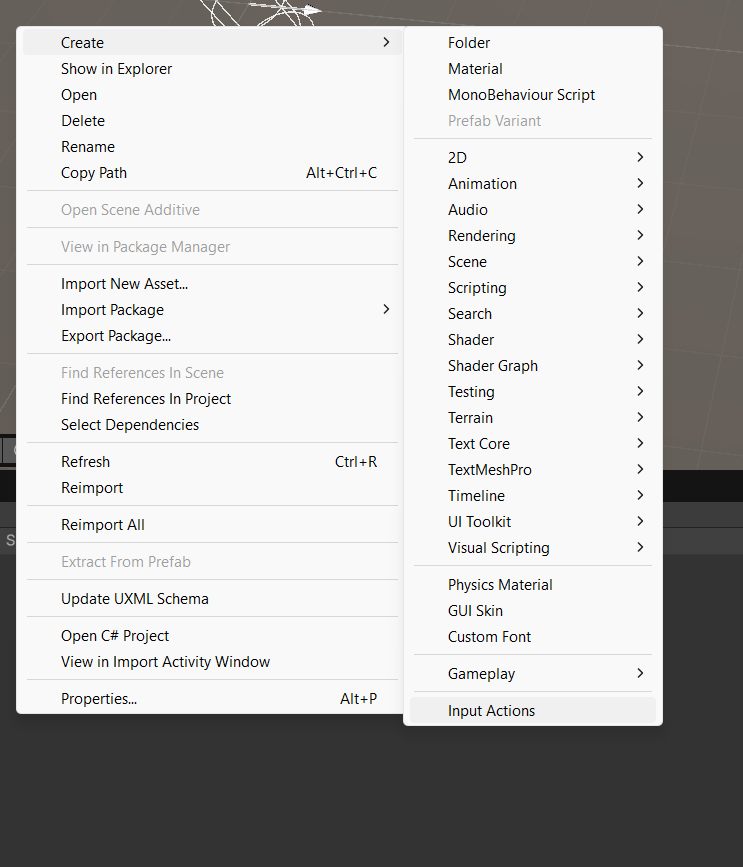 Create
Show in Explorer
Open
Delete
Rename
Copy Path Alt+Ctrl+C
Open Scene Additive
View in Package Manager
Import New Asset...
Import Package
Export Package...
Find References In Scene
Find References In Project
Select Dependencies
Refresh Ctrl+R
Reimport
Reimport All
Extract From Prefab
Update UXML Schema
Open C# Project
View in Import Activity Window
Properties... Alt+P
Folder
Material
MonoBehaviour Script
Prefab Variant
2D
Animation
Audio
Rendering
Scene
Scripting
Search
Shader
Shader Graph
Testing
Terrain
Text Core
TextMeshPro
Timeline
UI Toolkit
Visual Scripting
Physics Material
GUI Skin
Custom Font
Gameplay
Input Actions